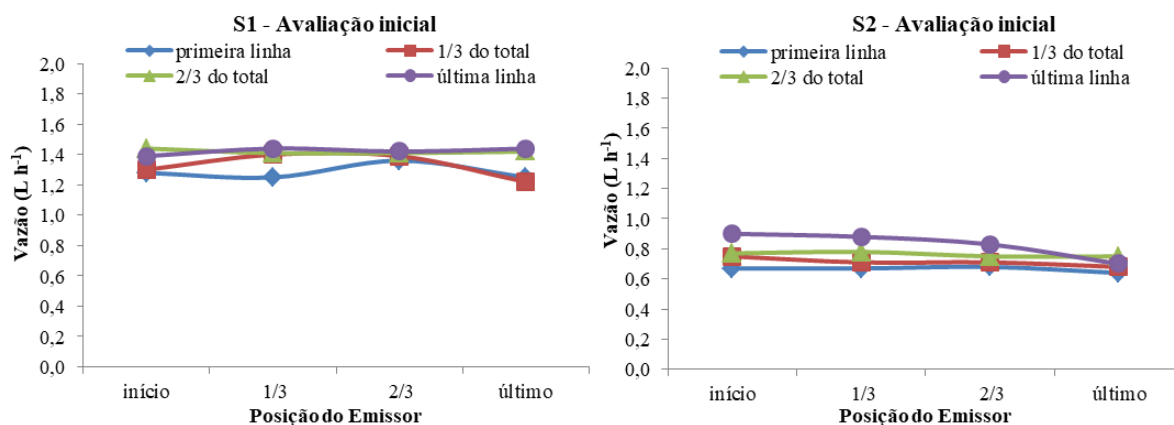 S1 - Avaliação inicial
primeira linha
1/3 do total
2/3 do total
última linha
2,0
1,8
1,6
1,4
1,2
1,0
0,8
0,6
0,4
0,2
0,0
Vazão (L h⁻¹)
início
1/3
2/3
último
Posição do Emissor
S2 - Avaliação inicial
primeira linha
1/3 do total
2/3 do total
última linha
2,0
1,8
1,6
1,4
1,2
1,0
0,8
0,6
0,4
0,2
0,0
Vazão (L h⁻¹)
início
1/3
2/3
último
Posição do Emissor